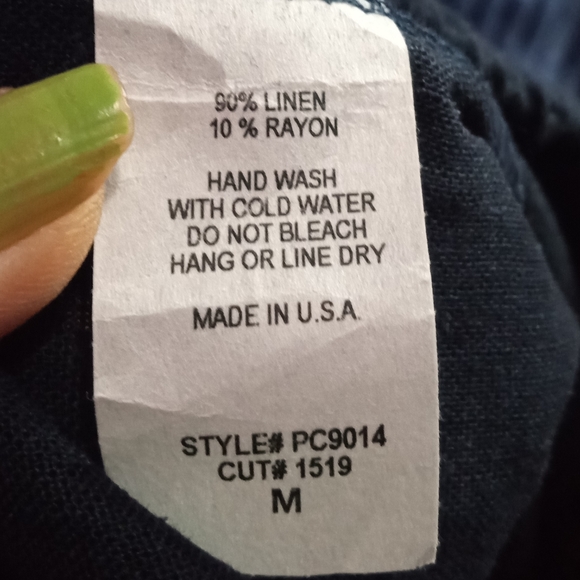 90% LINEN
10 % RAYON
HAND WASH
WITH COLD WATER
DO NOT BLEACH
HANG OR LINE DRY
MADE IN U.S.A.
STYLE# PC9014
CUT# 1519
M